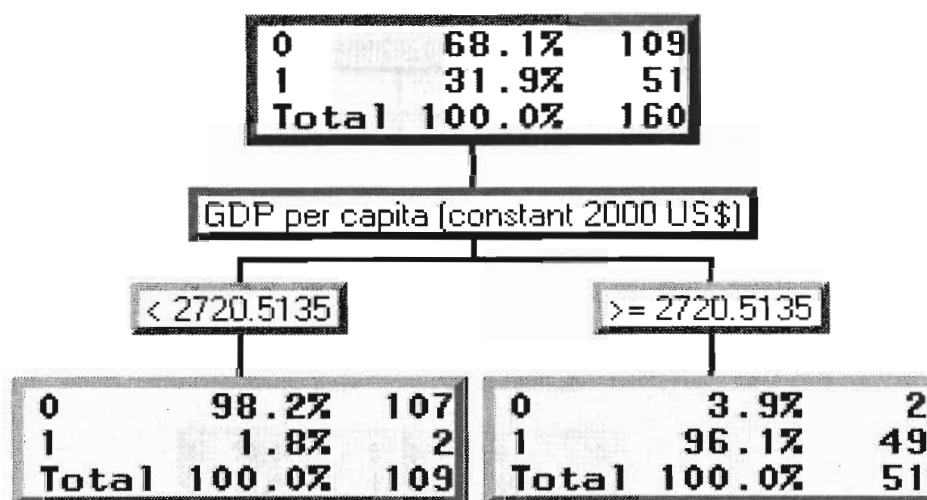 0 68.1% 109
1 31.9% 51
Total 100.0% 160
GDP per capita (constant 2000 US$)
< 2720.5135
>= 2720.5135
0 98.2% 107
1 1.8% 2
Total 100.0% 109
0 3.9% 2
1 96.1% 49
Total 100.0% 51